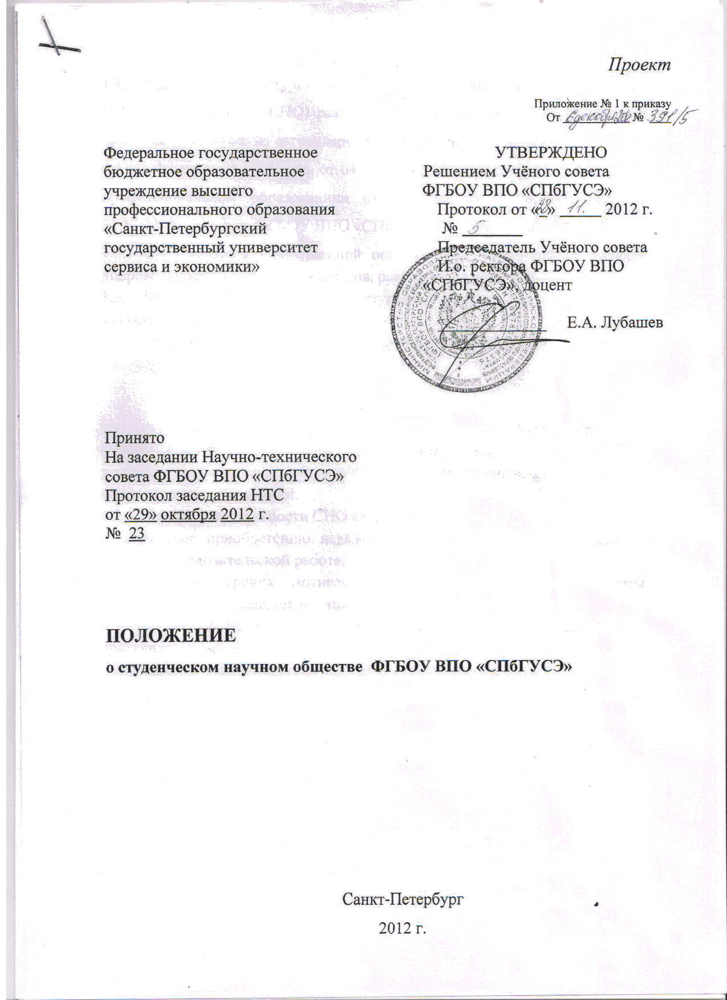 Проект
Приложение № 1 к приказу
От 6 декабря № 391/5
Федеральное государственное
бюджетное образовательное
учреждение высшего
профессионального образования
«Санкт-Петербургский
государственный университет
сервиса и экономики»
УТВЕРЖДЕНО
Решением Учёного совета
ФГБОУ ВПО «СПбГУСЭ»
Протокол от «28» 11. 2012 г.
№ 5
Председатель Учёного совета
И.о. ректора ФГБОУ ВПО
«СПбГУСЭ», доцент
Е.А. Лубашев
Принято
На заседании Научно-технического
совета ФГБОУ ВПО «СПбГУСЭ»
Протокол заседания НТС
от «29» октября 2012 г.
№ 23
ПОЛОЖЕНИЕ
о студенческом научном обществе ФГБОУ ВПО «СПбГУСЭ»
Санкт-Петербург
2012 г.